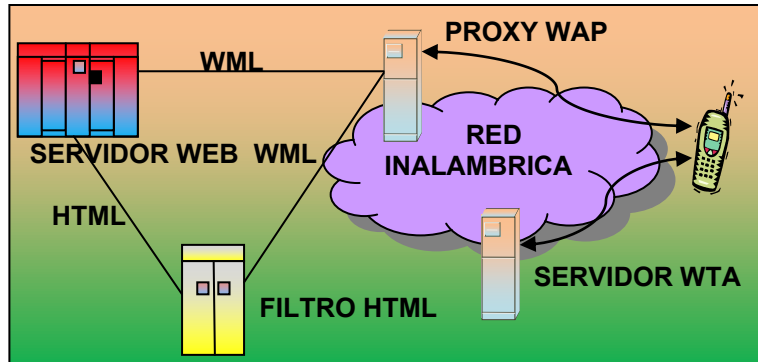 PROXY WAP
WML
RED
INALAMBRICA
SERVIDOR WEB
WML
HTML
SERVIDOR WTA
FILTRO HTML